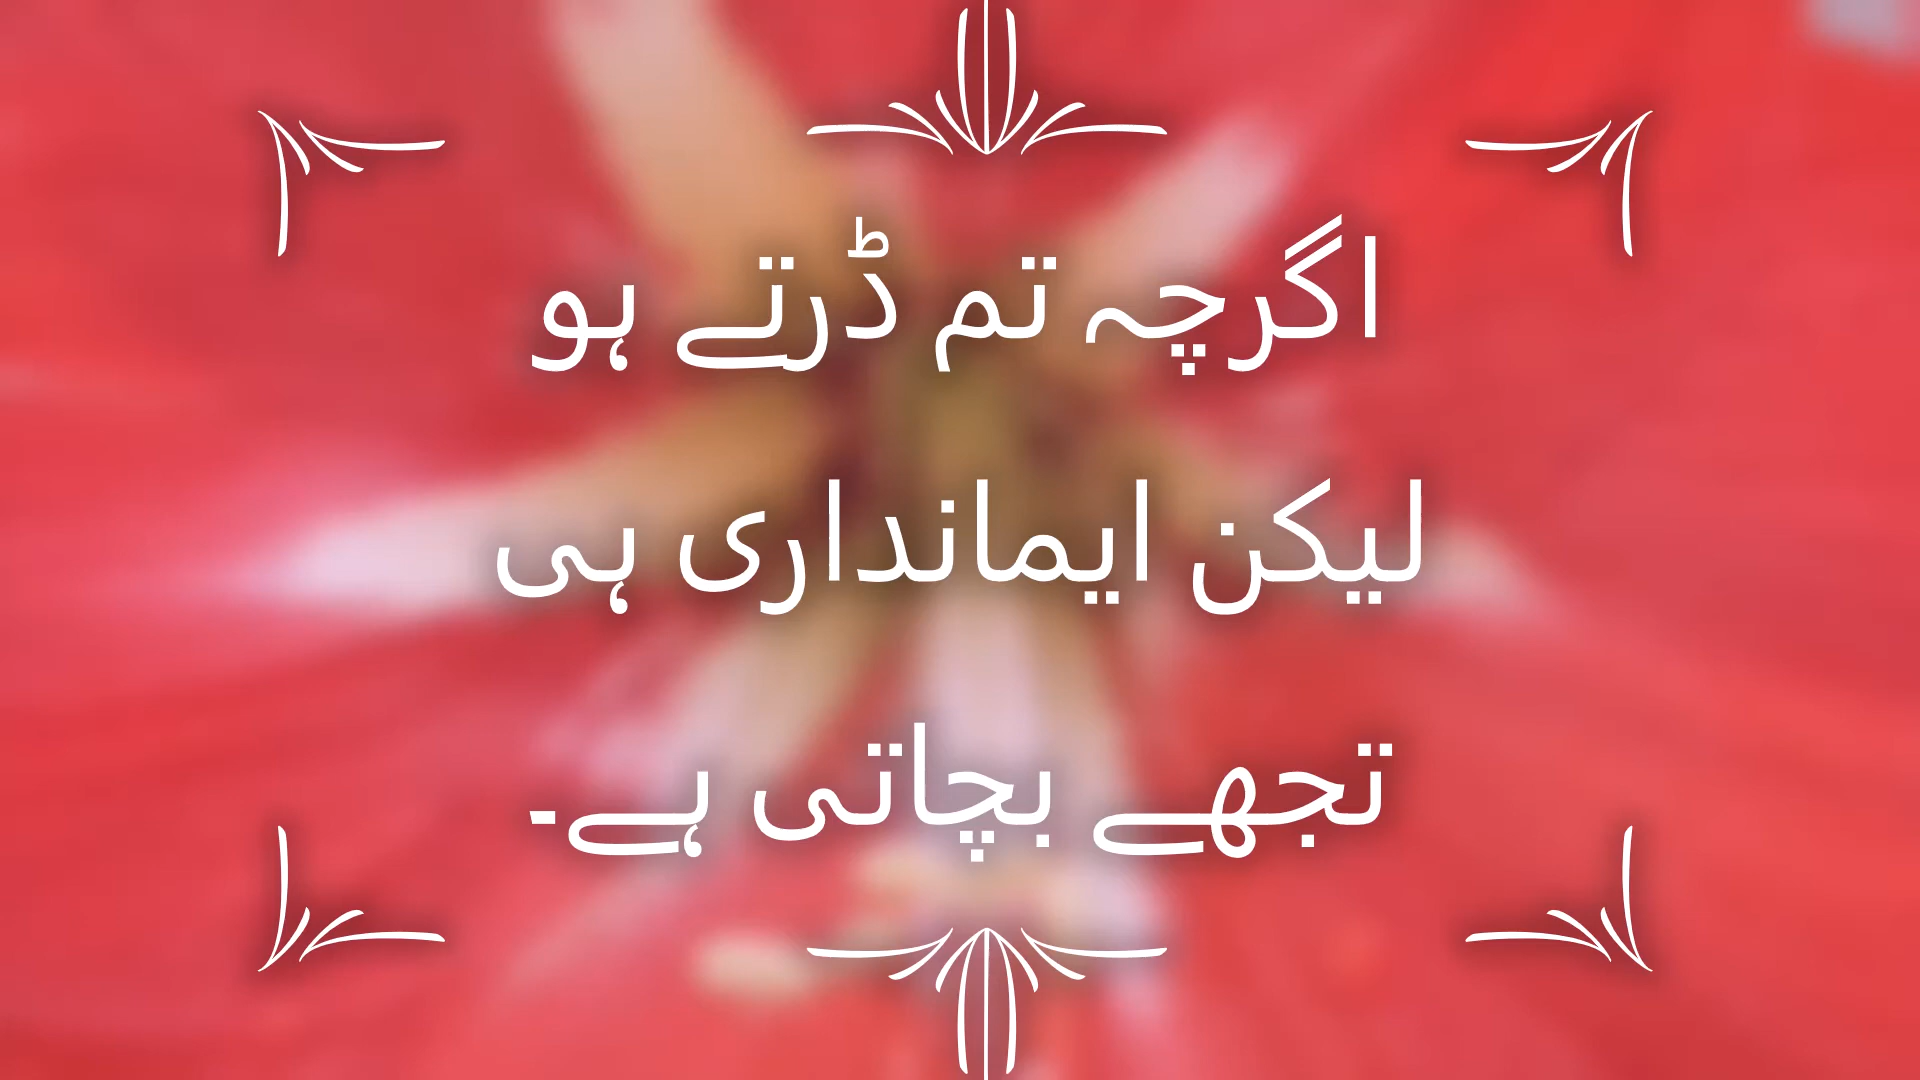 اگرچہ تم ڈرتے ہو
لیکن ایمانداری ہی
تجھے بچاتی ہے۔